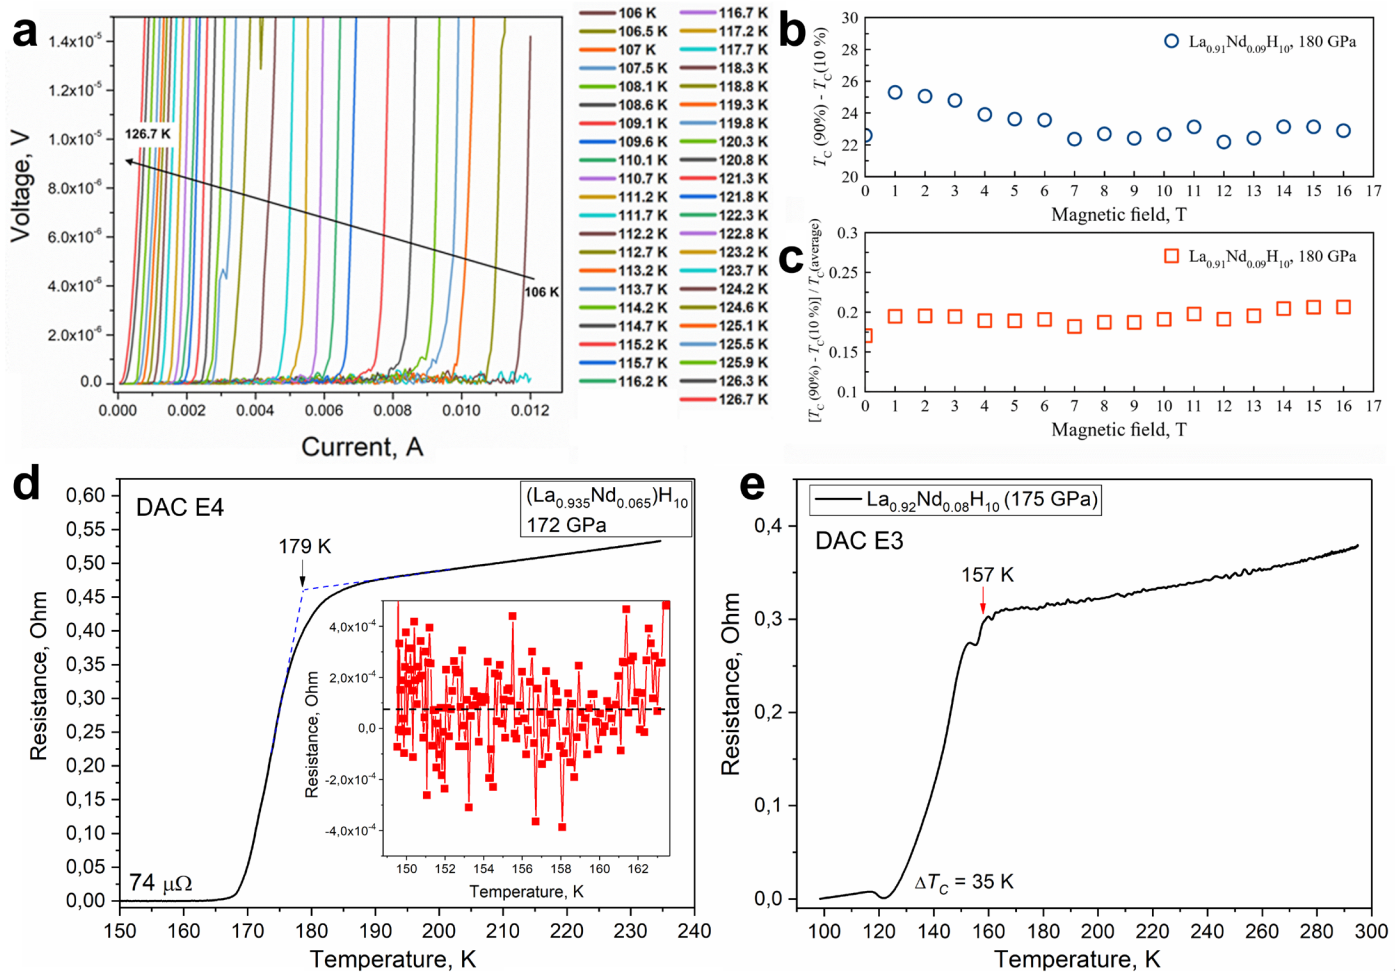 a
Voltage, V
1.4x10⁻⁵
1.2x10⁻⁵
1.0x10⁻⁵
8.0x10⁻⁶
6.0x10⁻⁶
4.0x10⁻⁶
2.0x10⁻⁶
0.0
126.7 K
106 K
0.000 0.002 0.004 0.006 0.008 0.010 0.012
Current, A
106 K
106.5 K
107 K
107.5 K
108.1 K
108.6 K
109.1 K
109.6 K
110.1 K
110.7 K
111.2 K
111.7 K
112.2 K
112.7 K
113.2 K
113.7 K
114.2 K
114.7 K
115.2 K
115.7 K
116.2 K
116.7 K
117.2 K
117.7 K
118.3 K
118.8 K
119.3 K
119.8 K
120.3 K
120.8 K
121.3 K
121.8 K
122.3 K
122.8 K
123.2 K
123.7 K
124.2 K
124.6 K
125.1 K
125.5 K
125.9 K
126.3 K
126.7 K
b
T_C (90%) - T_C(10 %)
30
28
26
24
22
20
La₀.₉₁Nd₀.₀₉H₁₀, 180 GPa
0 1 2 3 4 5 6 7 8 9 10 11 12 13 14 15 16 17
Magnetic field, T
c
[T_C (90%) - T_C(10 %)] / T_C(average)
0.3
0.25
0.2
0.15
0.1
La₀.₉₁Nd₀.₀₉H₁₀, 180 GPa
0 1 2 3 4 5 6 7 8 9 10 11 12 13 14 15 16 17
Magnetic field, T
d
Resistance, Ohm
0,60
0,55
0,50
0,45
0,40
0,35
0,30
0,25
0,20
0,15
0,10
0,05
0,00
DAC E4
(La₀.₉₃₅Nd₀.₀₆₅)H₁₀
172 GPa
179 K
74 μΩ
Resistance, Ohm
4,0x10⁻⁴
2,0x10⁻⁴
0,0
-2,0x10⁻⁴
-4,0x10⁻⁴
150 152 154 156 158 160 162
Temperature, K
150 160 170 180 190 200 210 220 230 240
Temperature, K
e
Resistance, Ohm
0,4
0,3
0,2
0,1
0,0
La₀.₉₂Nd₀.₀₈H₁₀ (175 GPa)
DAC E3
157 K
ΔT_C = 35 K
100 120 140 160 180 200 220 240 260 280 300
Temperature, K